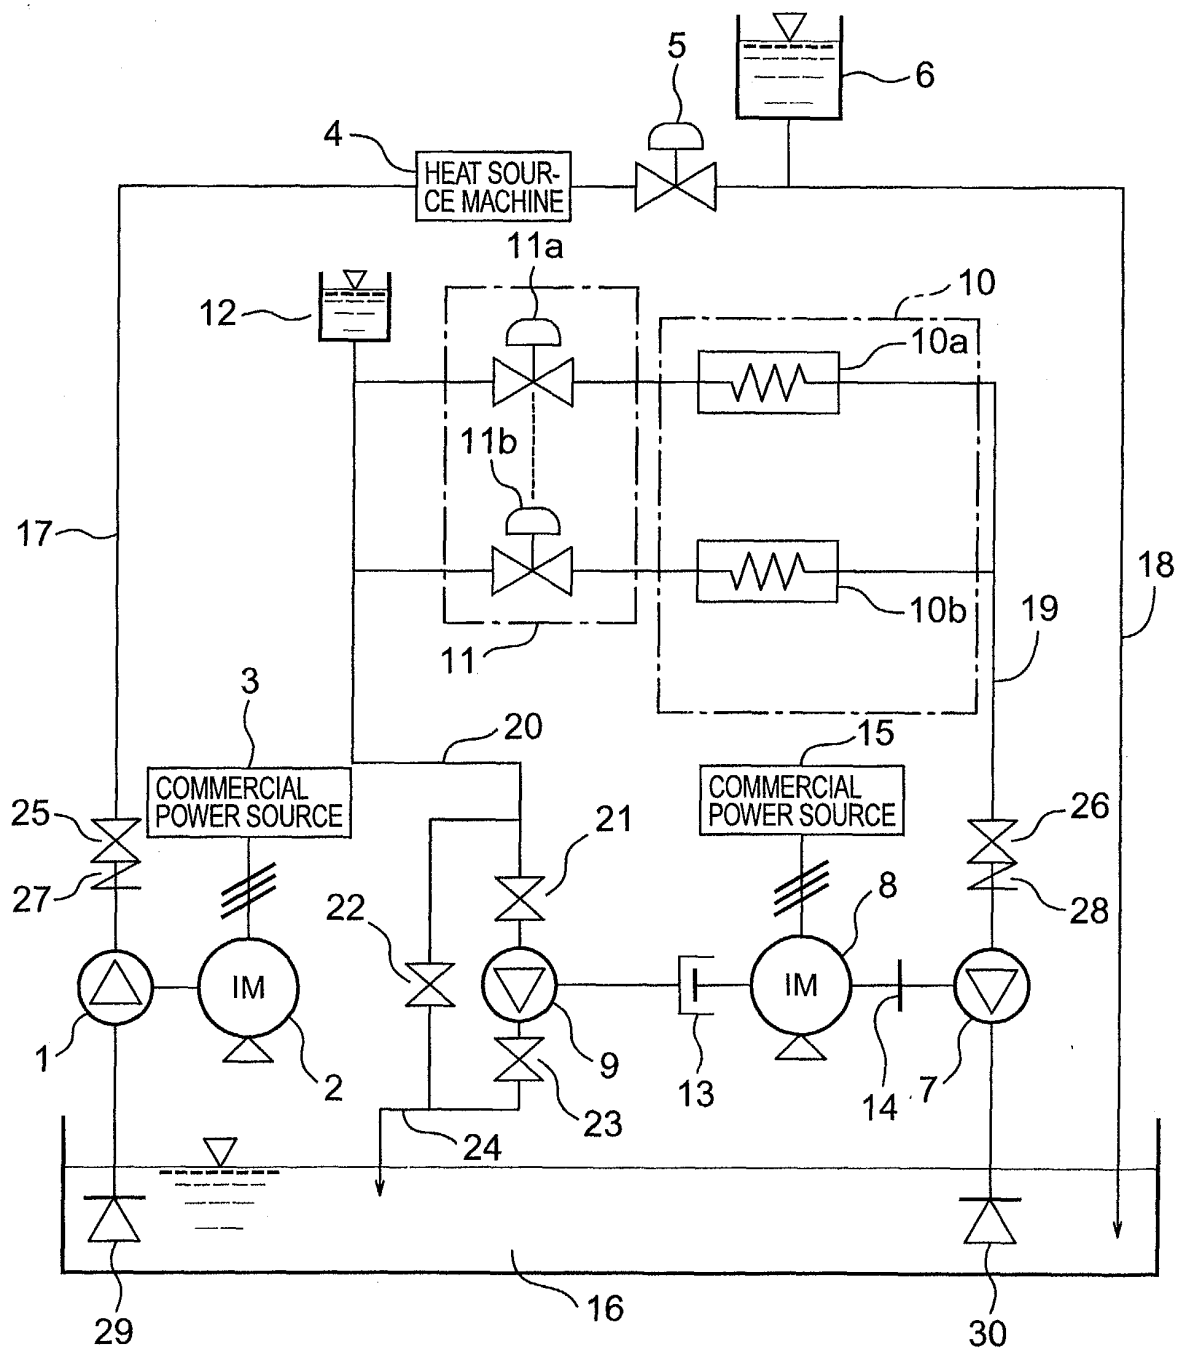 5
6
4
HEAT SOUR-
CE MACHINE
11a
12
10
10a
11b
17
18
10b
19
11
3
20
15
COMMERCIAL
POWER SOURCE
COMMERCIAL
POWER SOURCE
25
21
26
27
22
8
28
IM
IM
1
2
9
13
14
7
23
24
16
29
30